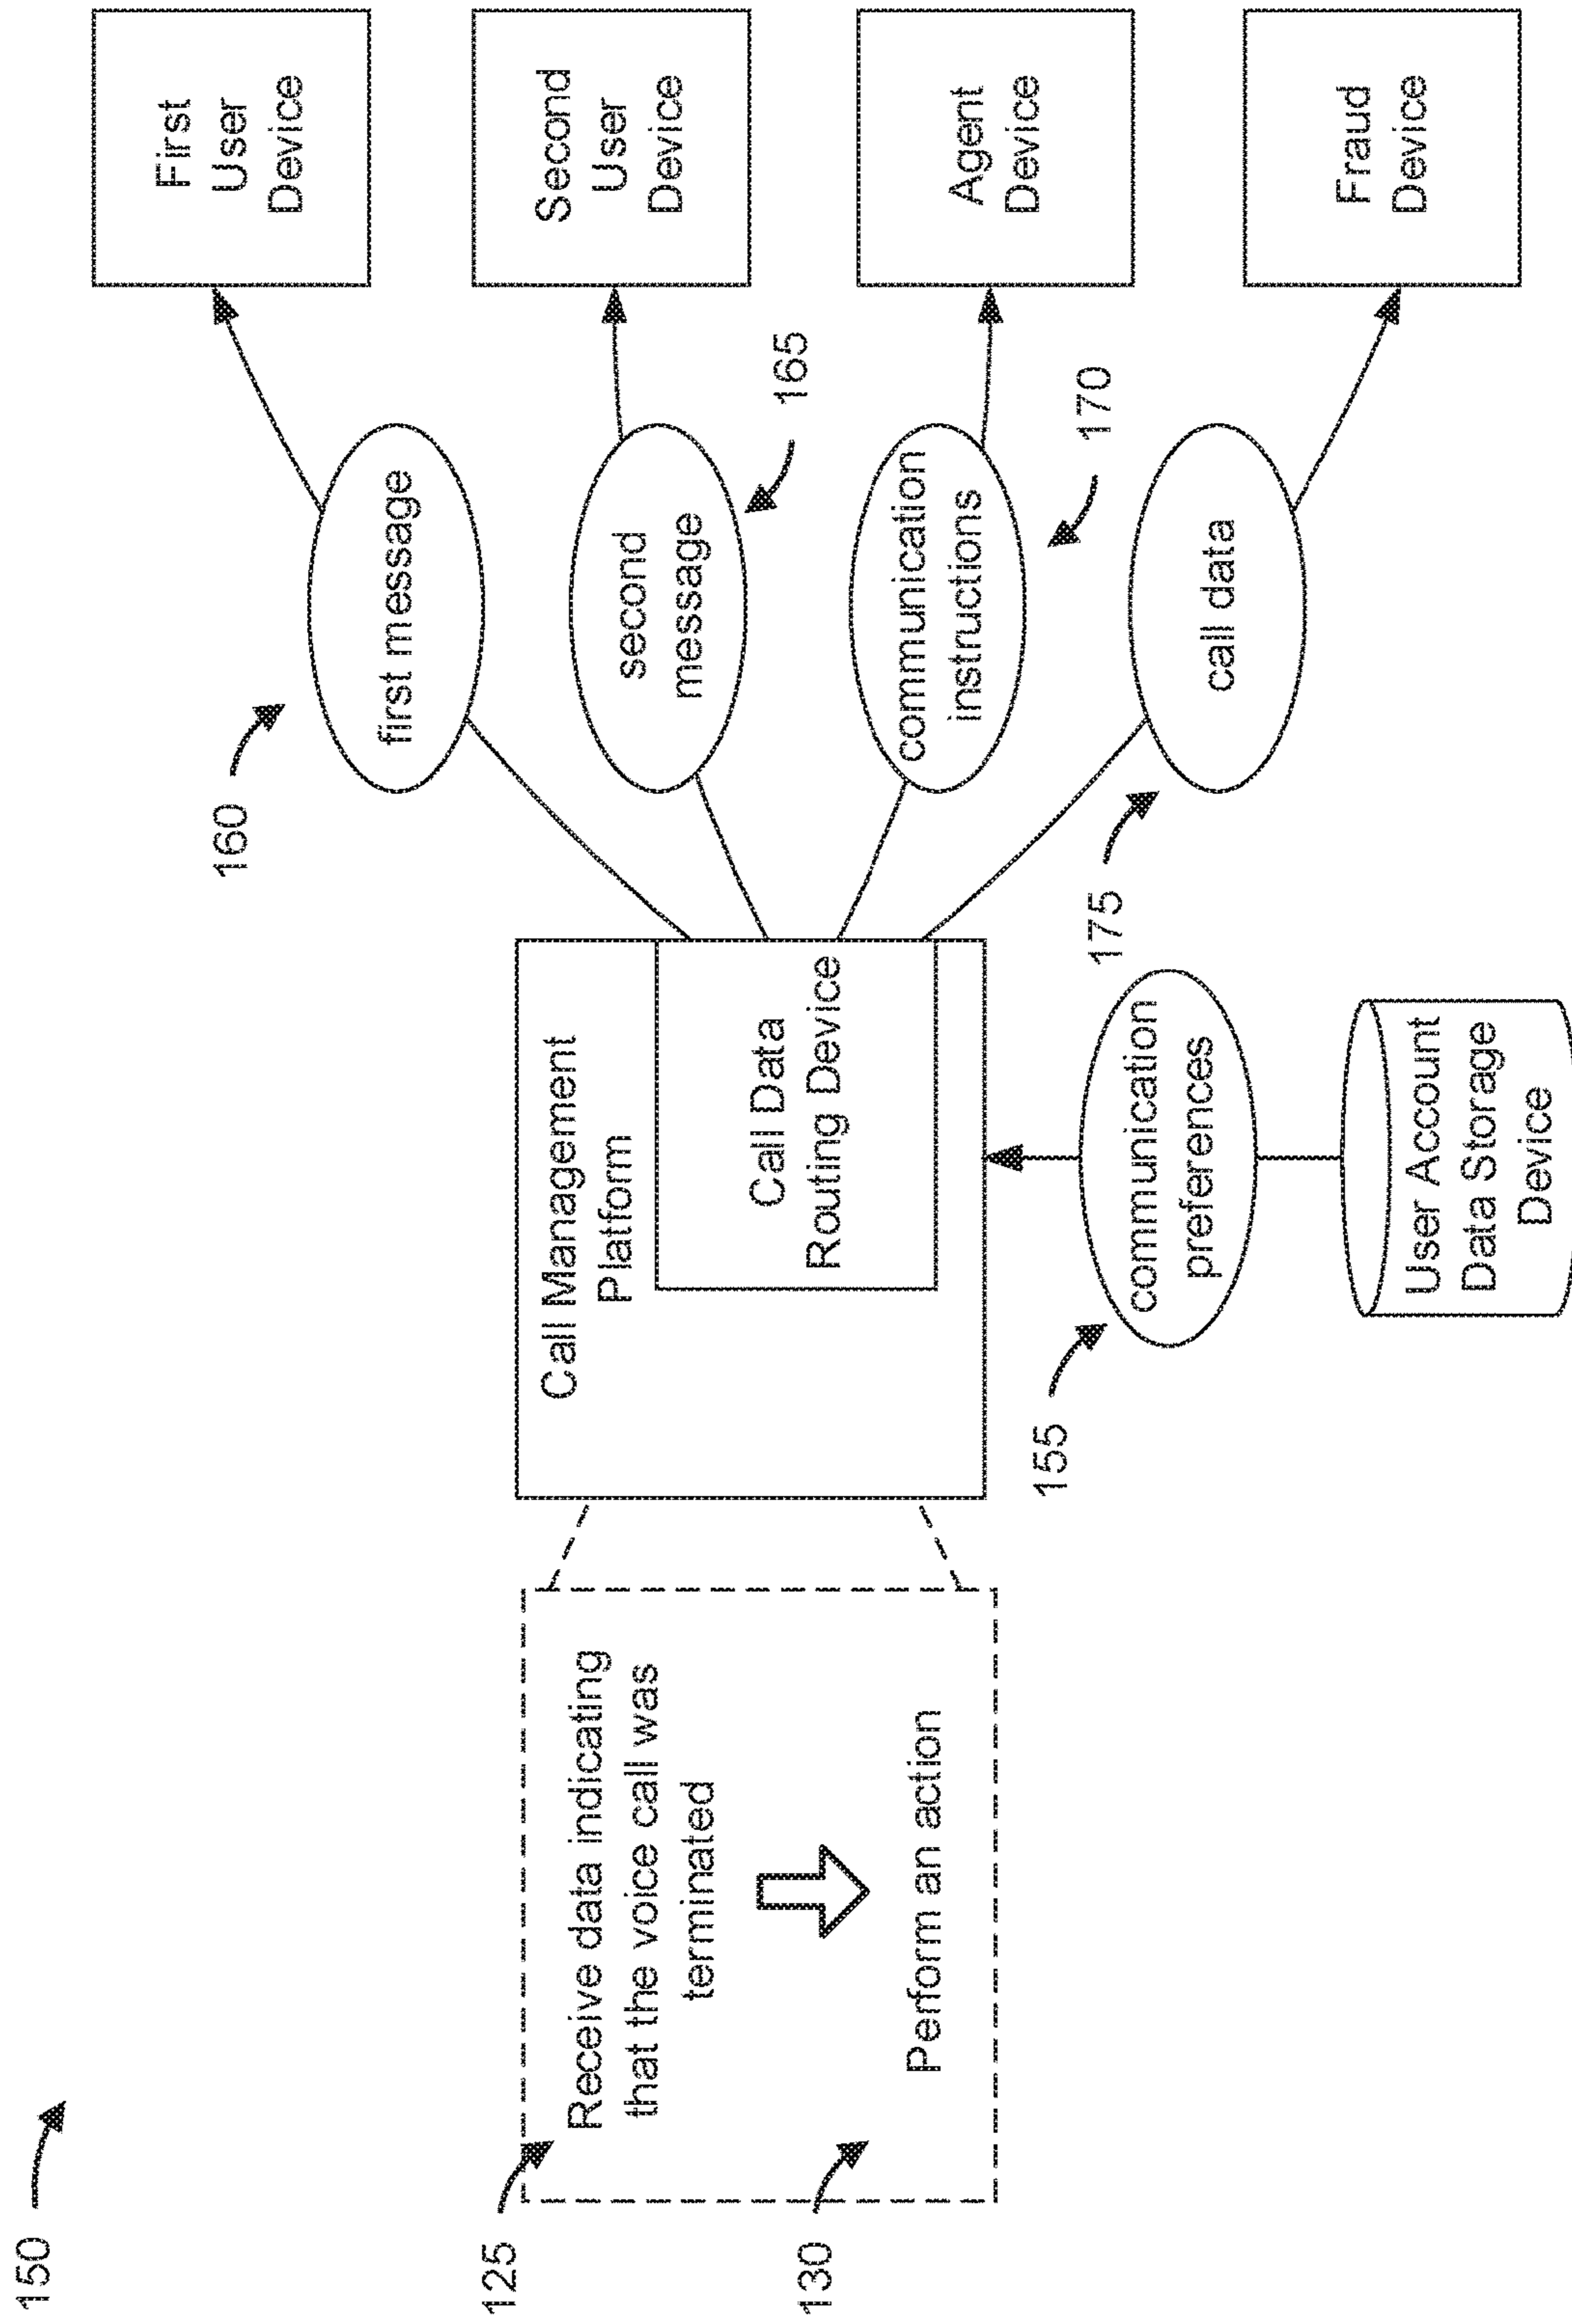 150
125
Receive data indicating
that the voice call was
terminated
130
Perform an action
Call Management
Platform
Call Data
Routing Device
155
communication
preferences
User Account
Data Storage
Device
160
first message
second
message
165
communication
instructions
170
175
call data
First
User
Device
Second
User
Device
Agent
Device
Fraud
Device